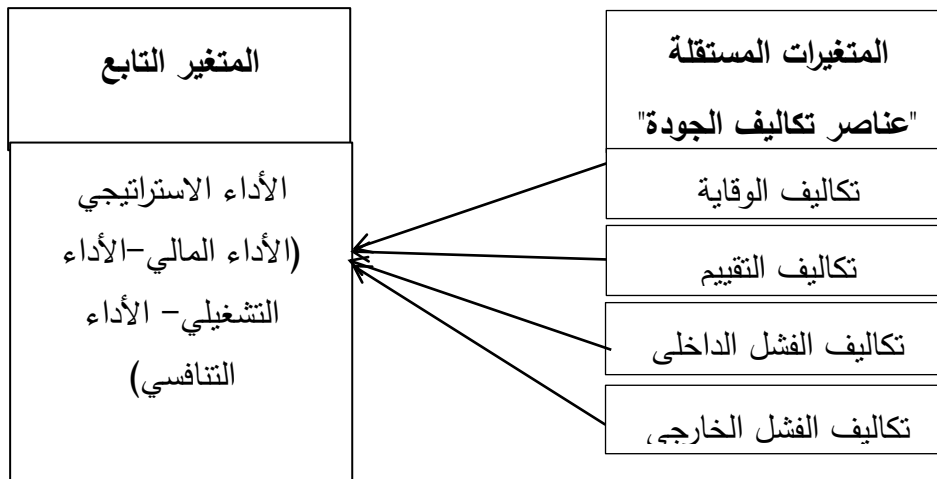 المتغيرات المستقلة
"عناصر تكاليف الجودة"
تكاليف الوقاية
تكاليف التقييم
تكاليف الفشل الداخلى
تكاليف الفشل الخارجى
المتغير التابع
الأداء الاستراتيجي
(الأداء المالي–الأداء
التشغيلي– الأداء
التنافسي)